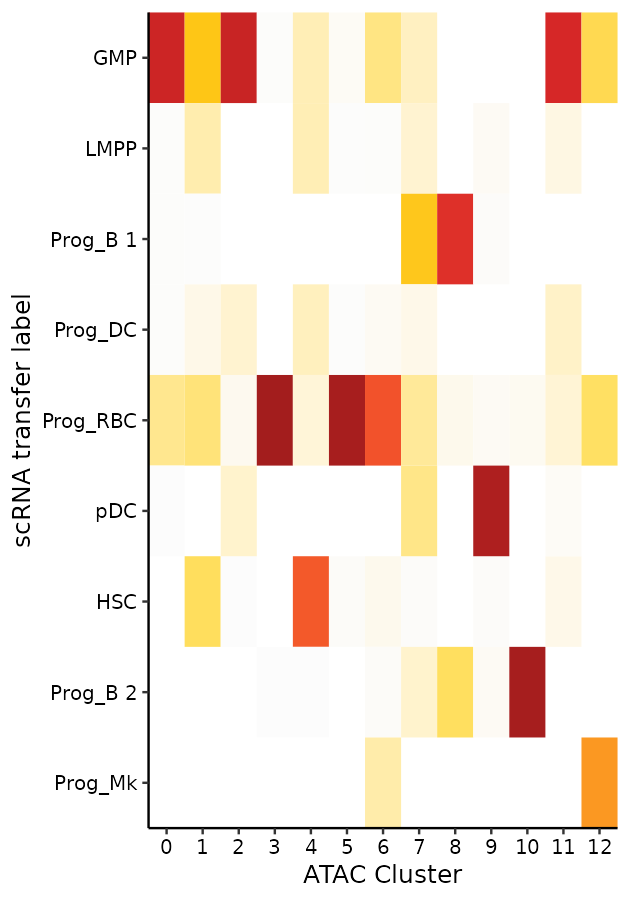 GMP
LMPP
Prog_B 1
Prog_DC
Prog_RBC
pDC
HSC
Prog_B 2
Prog_Mk
scRNA transfer label
0 1 2 3 4 5 6 7 8 9 10 11 12
ATAC Cluster